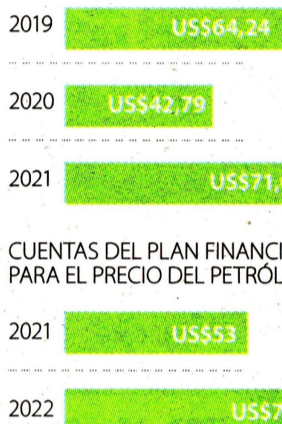 2019 US$64,24
2020 US$42,79
2021 US$71,
CUENTAS DEL PLAN FINANCI
PARA EL PRECIO DEL PETRÓL
2021 US$53
2022 US$7